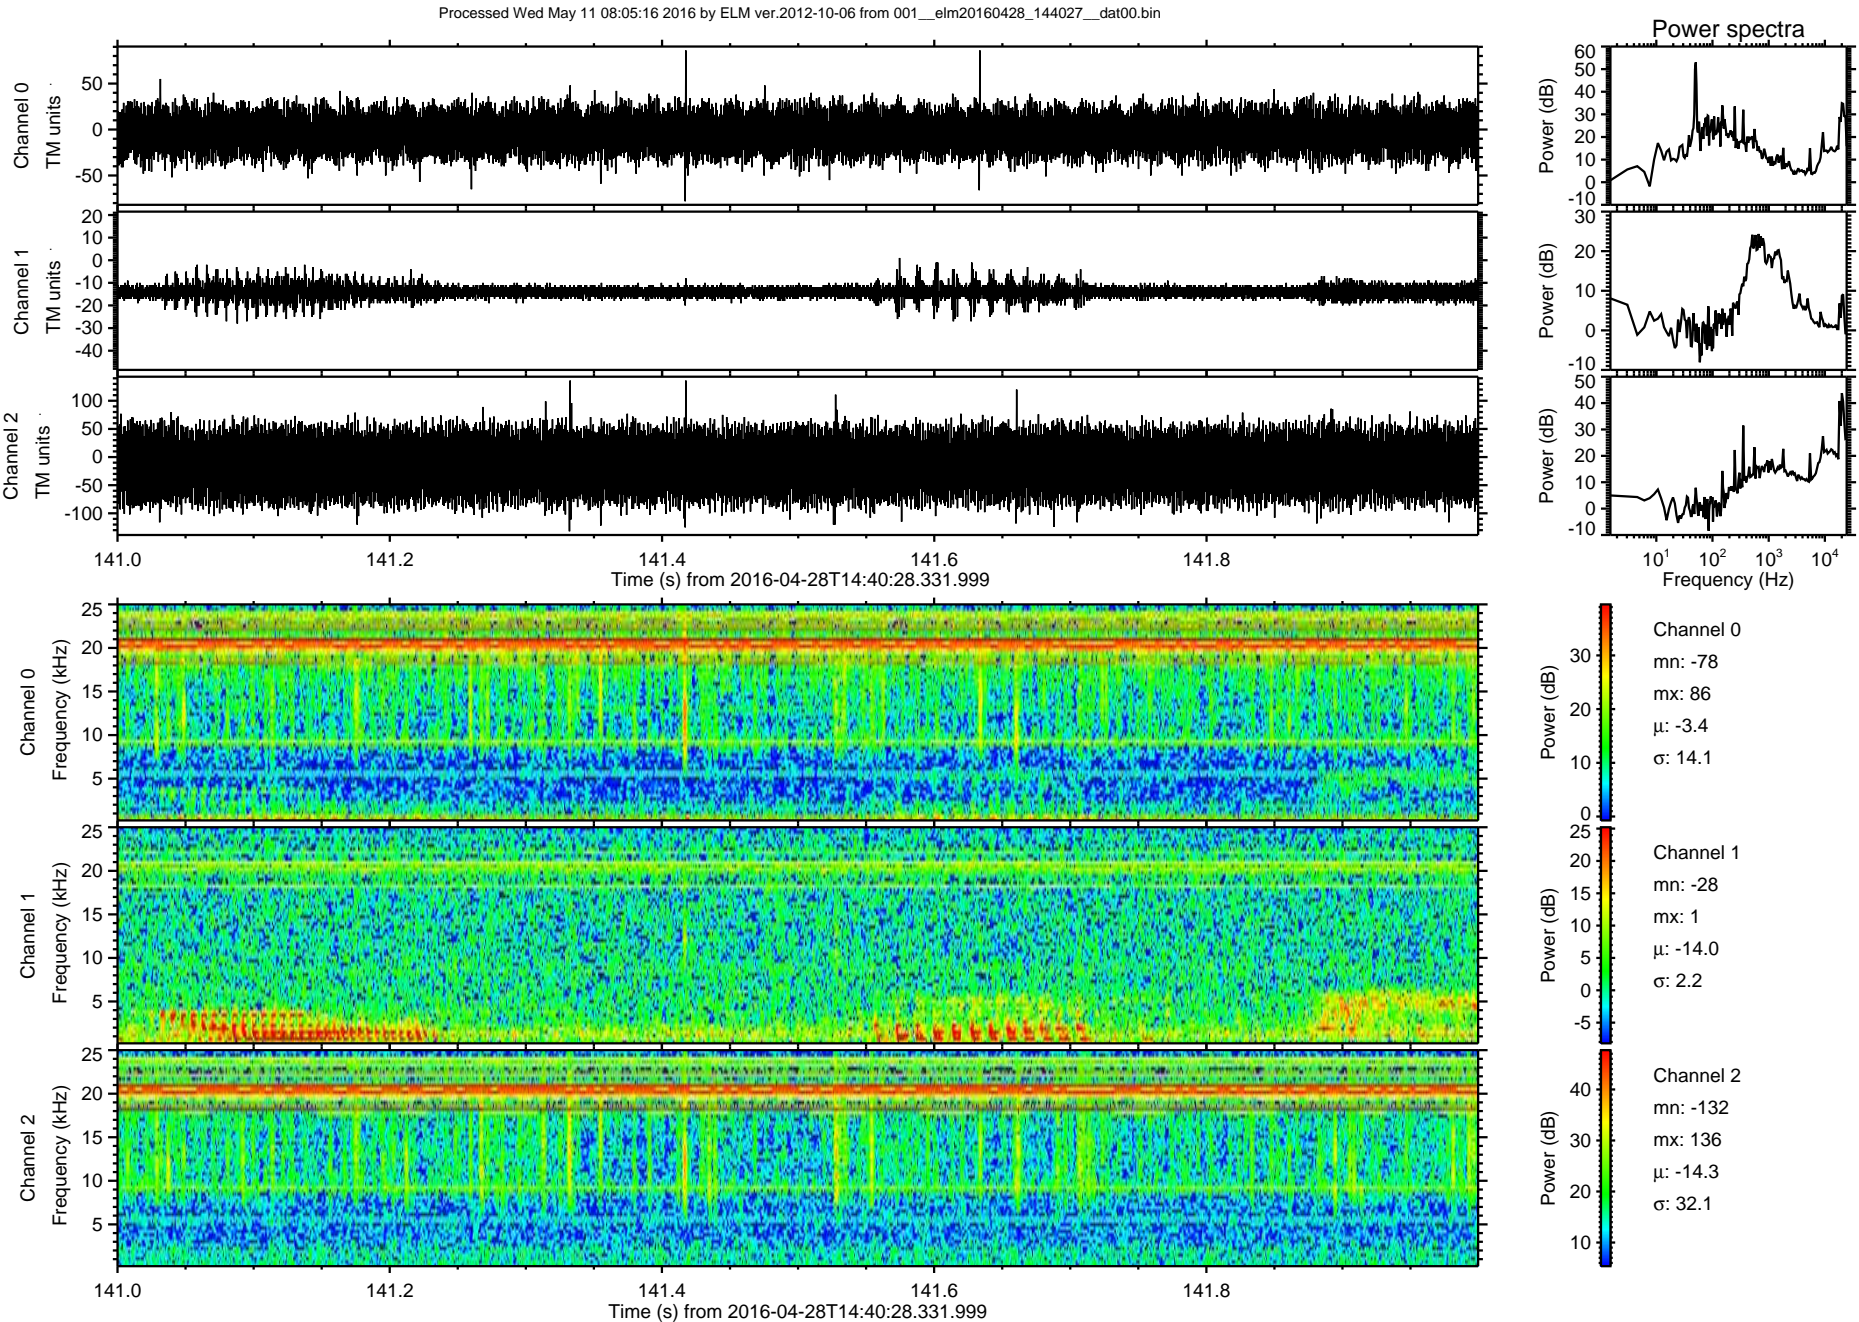 Processed Wed May 11 08:05:16 2016 by ELM ver.2012-10-06 from 001__elm20160428_144027__dat00.bin
Power spectra
Channel 0
TM units
50
0
-50
Power (dB)
60
50
40
30
20
10
0
-10
Channel 1
TM units
20
10
0
-10
-20
-30
-40
Power (dB)
30
20
10
0
-10
Channel 2
TM units
100
50
0
-50
-100
Power (dB)
50
40
30
20
10
0
-10
141.0 141.2 141.4 141.6 141.8
Time (s) from 2016-04-28T14:40:28.331.999
10^1 10^2 10^3 10^4
Frequency (Hz)
Channel 0
Frequency (kHz)
25
20
15
10
5
Power (dB)
30
20
10
0
Channel 0
mn: -78
mx: 86
μ: -3.4
σ: 14.1
Channel 1
Frequency (kHz)
25
20
15
10
5
Power (dB)
25
20
15
10
5
0
-5
Channel 1
mn: -28
mx: 1
μ: -14.0
σ: 2.2
Channel 2
Frequency (kHz)
25
20
15
10
5
Power (dB)
40
30
20
10
Channel 2
mn: -132
mx: 136
μ: -14.3
σ: 32.1
141.0 141.2 141.4 141.6 141.8
Time (s) from 2016-04-28T14:40:28.331.999